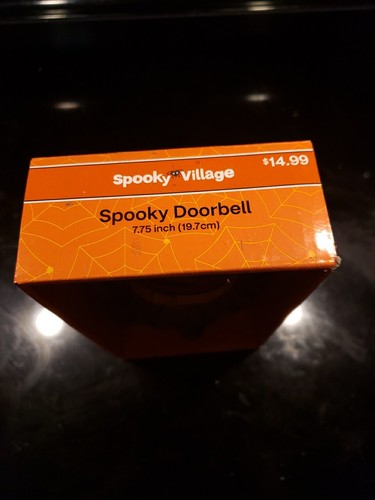 $14.99
Spooky Village
Spooky Doorbell
7.75 inch (19.7cm)